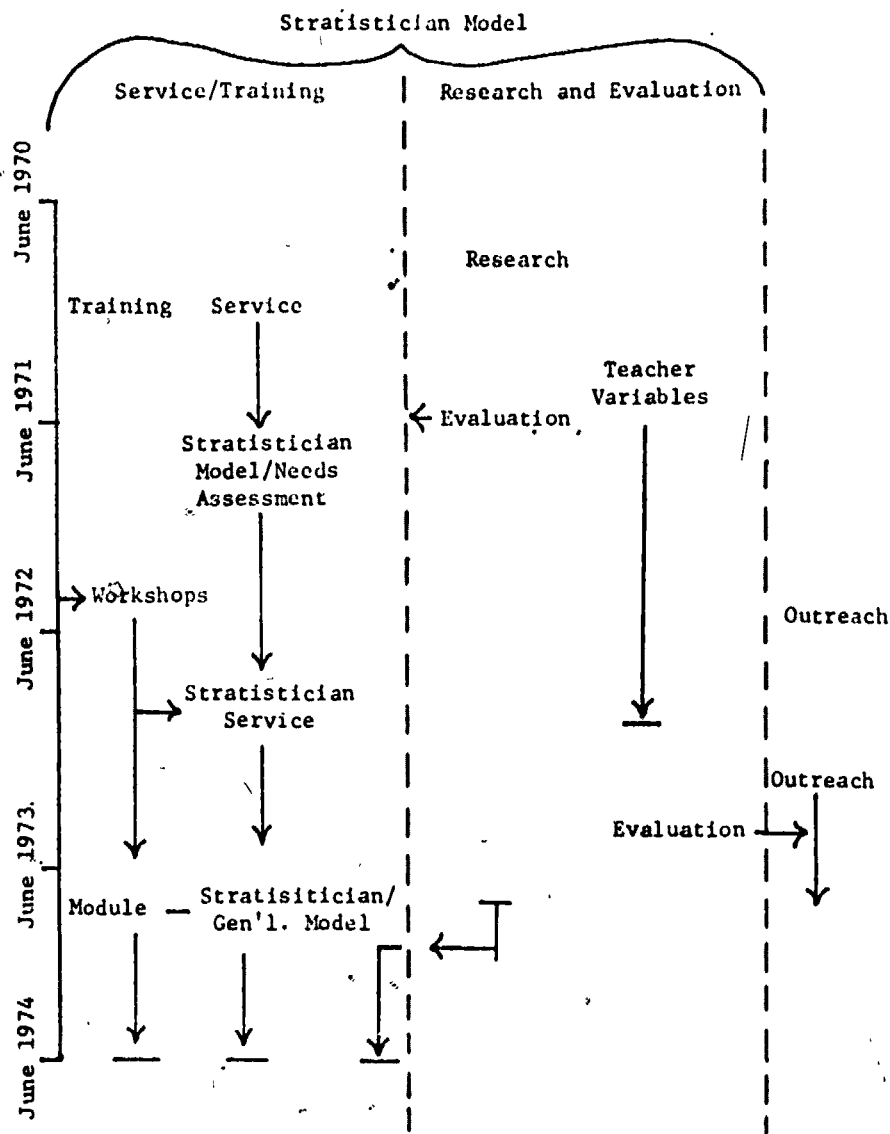 Stratistician Model
Service/Training
Research and Evaluation
June 1970
Research
Training Service
June 1971
Teacher
Variables
Evaluation
Stratistician
Model/Needs
Assessment
June 1972
Workshops
Outreach
Stratistician
Service
Outreach
June 1973.
Evaluation
Module — Stratisitician/
Gen'l. Model
June 1974